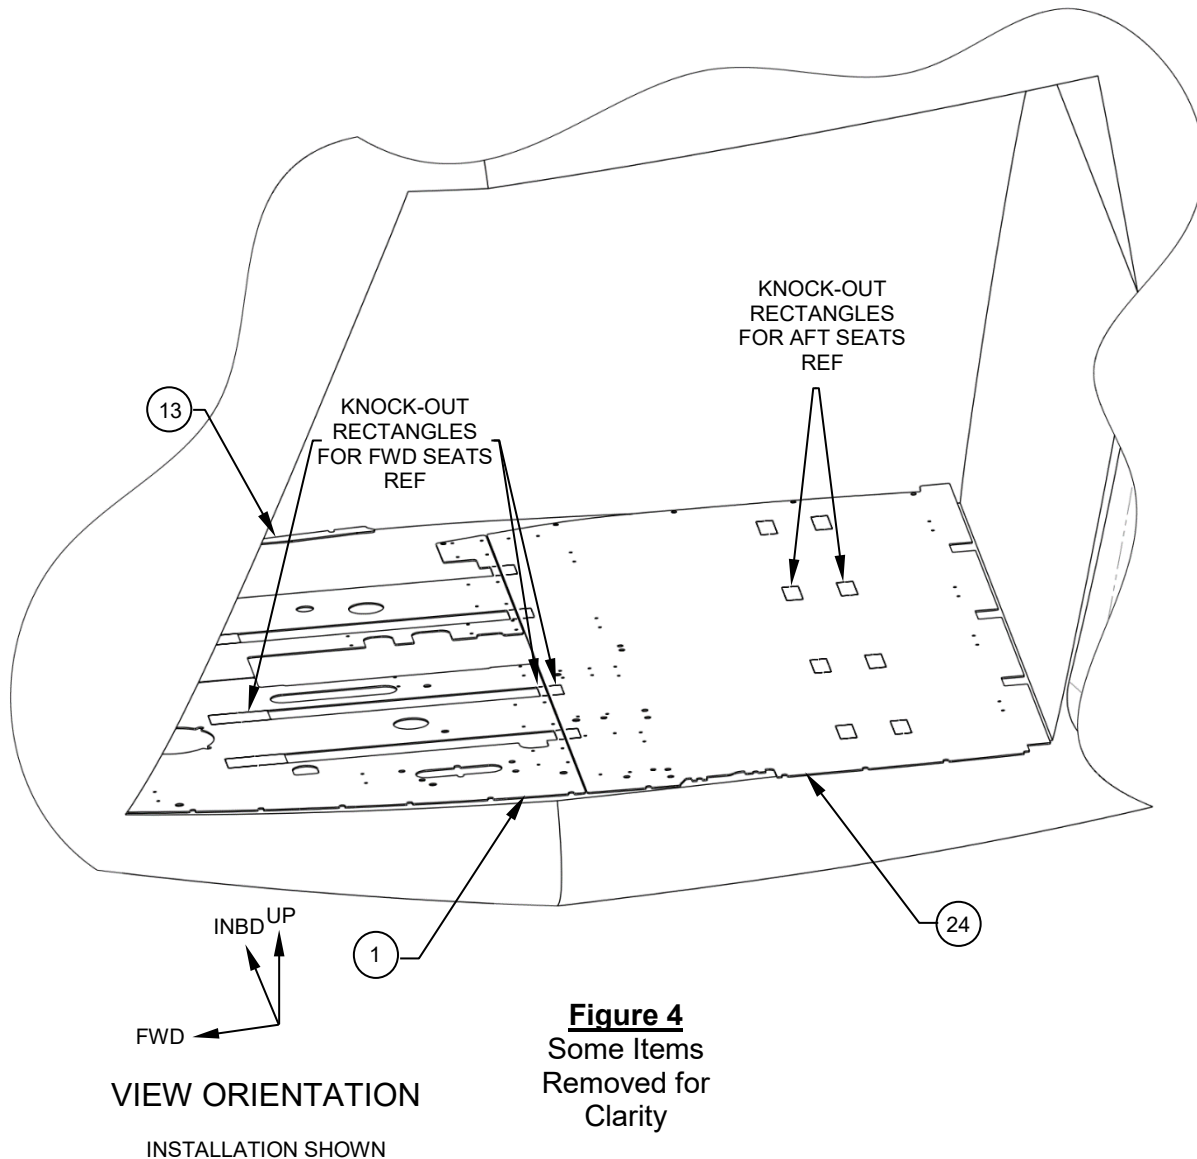 KNOCK-OUT
RECTANGLES
FOR AFT SEATS
REF
13
KNOCK-OUT
RECTANGLES
FOR FWD SEATS
REF
24
1
INBD
UP
FWD
VIEW ORIENTATION
INSTALLATION SHOWN
Figure 4
Some Items
Removed for
Clarity